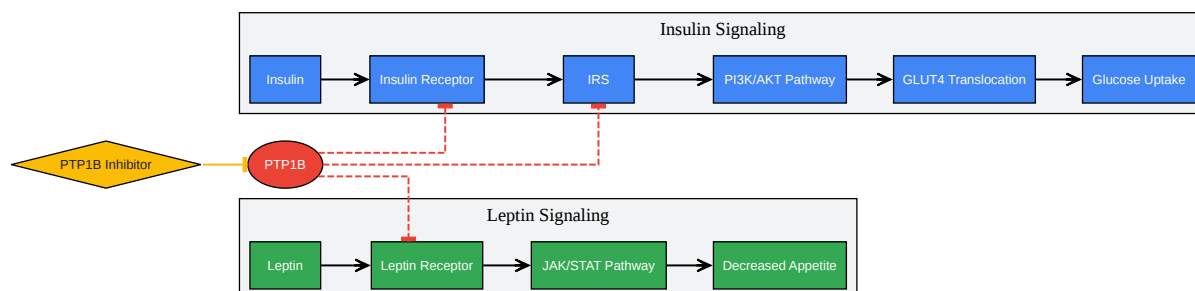 Insulin Signaling
Insulin
Insulin Receptor
IRS
PI3K/AKT Pathway
GLUT4 Translocation
Glucose Uptake
PTP1B Inhibitor
PTP1B
Leptin Signaling
Leptin
Leptin Receptor
JAK/STAT Pathway
Decreased Appetite